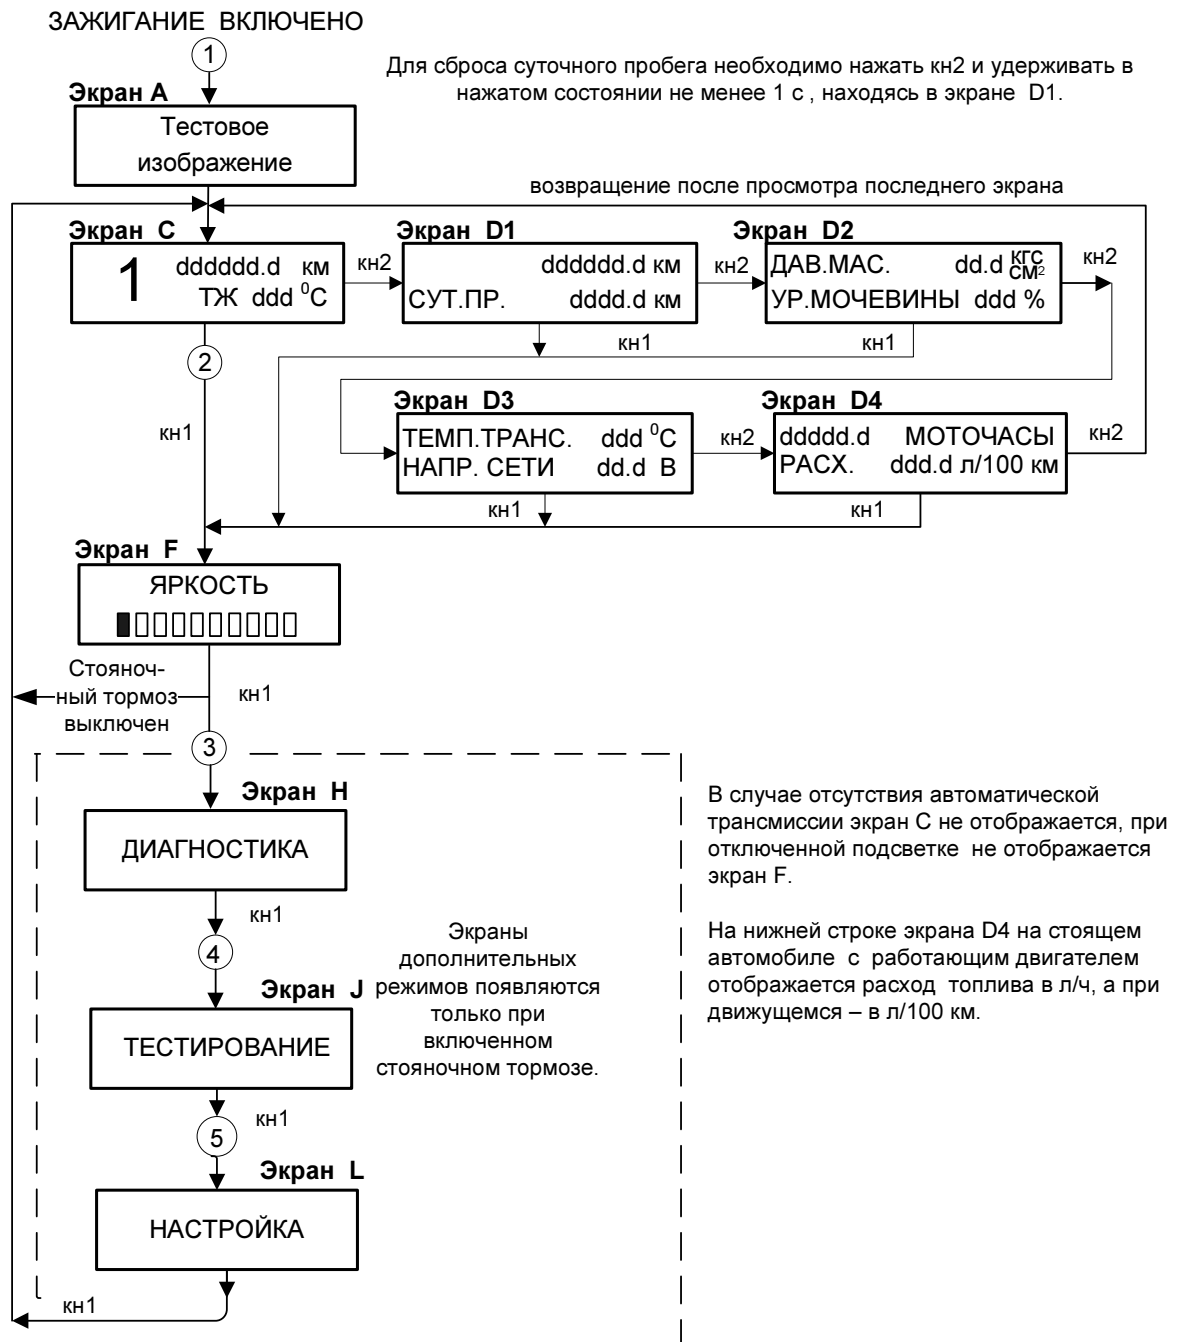 ЗАЖИГАНИЕ ВКЛЮЧЕНО
1
Для сброса суточного пробега необходимо нажать кн2 и удерживать в
нажатом состоянии не менее 1 с , находясь в экране D1.
Экран A
Тестовое
изображение
возвращение после просмотра последнего экрана
Экран C
1 dddddd.d км
ТЖ ddd ⁰C
кн2
Экран D1
dddddd.d км
СУТ.ПР. dddd.d км
кн2
Экран D2
ДАВ.МАС. dd.d КГС/СМ²
УР.МОЧЕВИНЫ ddd %
кн2
кн1
кн1
2
кн1
Экран D3
ТЕМП.ТРАНС. ddd ⁰C
НАПР. СЕТИ dd.d В
кн2
Экран D4
ddddd.d МОТОЧАСЫ
РАСХ. ddd.d л/100 км
кн2
кн1
кн1
Экран F
ЯРКОСТЬ
Стояноч-
ный тормоз
выключен
кн1
3
Экран H
ДИАГНОСТИКА
кн1
4
Экран J
ТЕСТИРОВАНИЕ
кн1
5
Экран L
НАСТРОЙКА
кн1
Экраны
дополнительных
режимов появляются
только при
включенном
стояночном тормозе.
В случае отсутствия автоматической
трансмиссии экран С не отображается, при
отключенной подсветке не отображается
экран F.
На нижней строке экрана D4 на стоящем
автомобиле с работающим двигателем
отображается расход топлива в л/ч, а при
движущемся – в л/100 км.